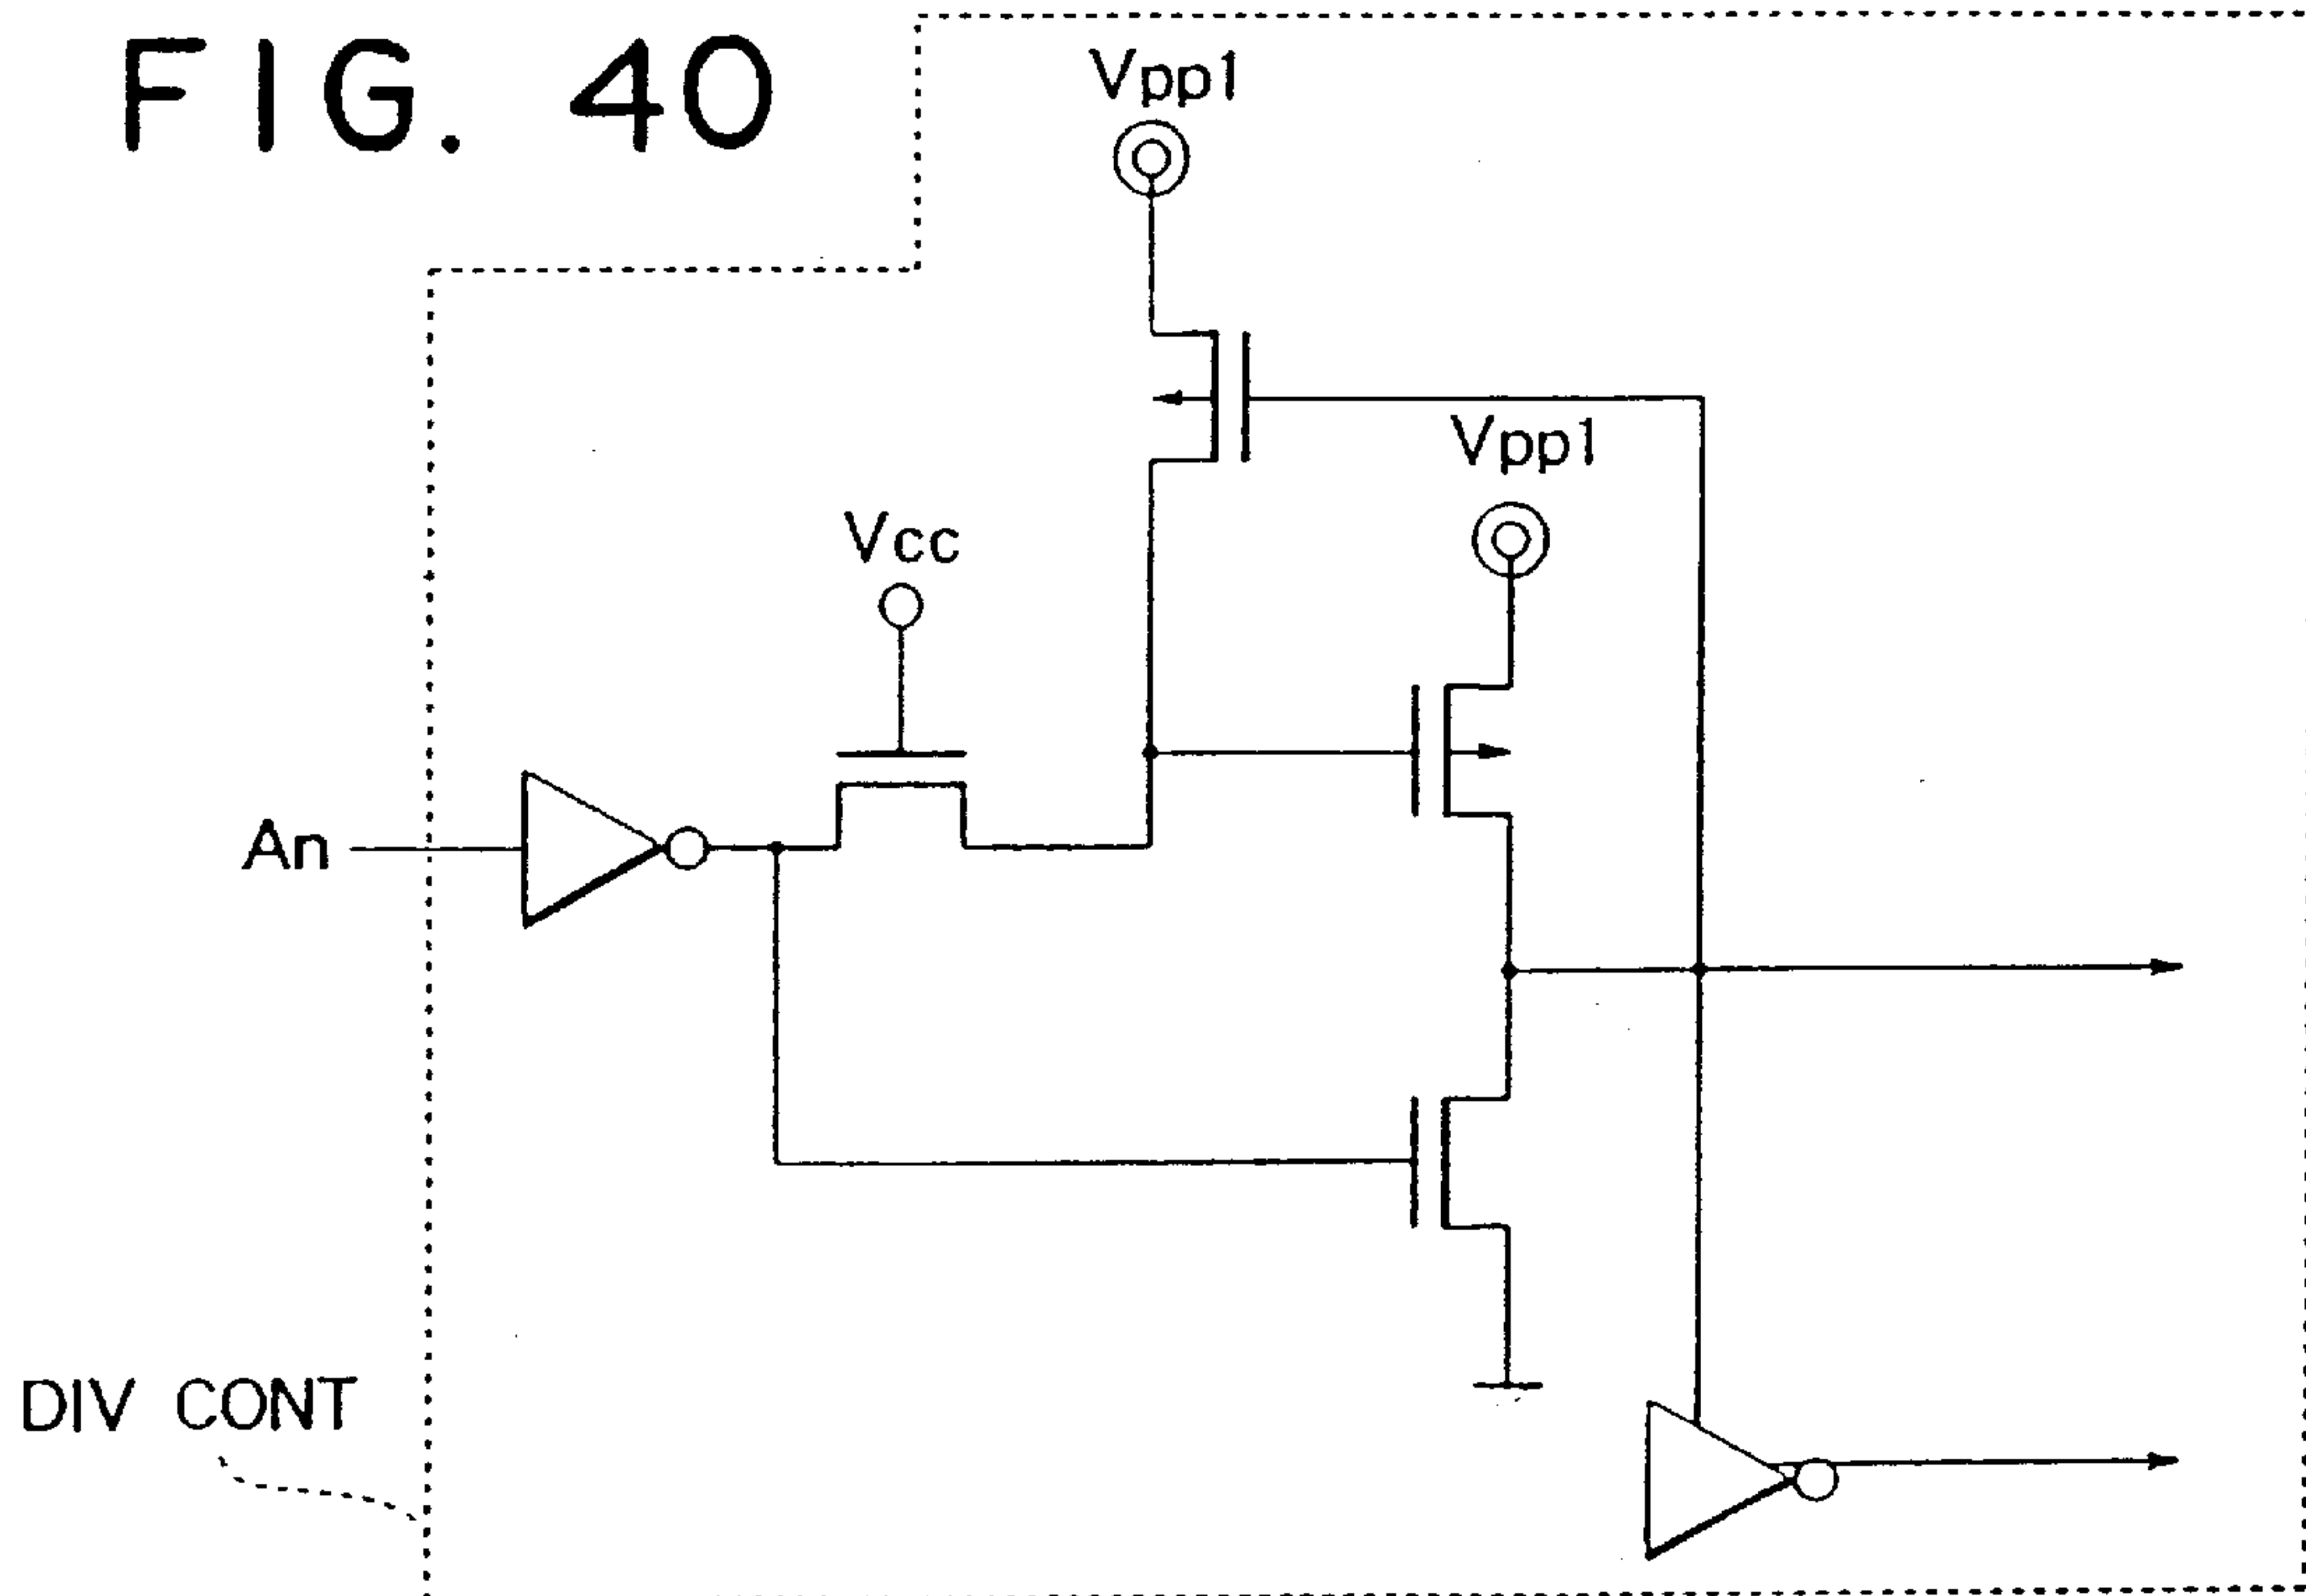 FIG. 40
Vpp1
Vpp1
Vcc
An
DIV CONT